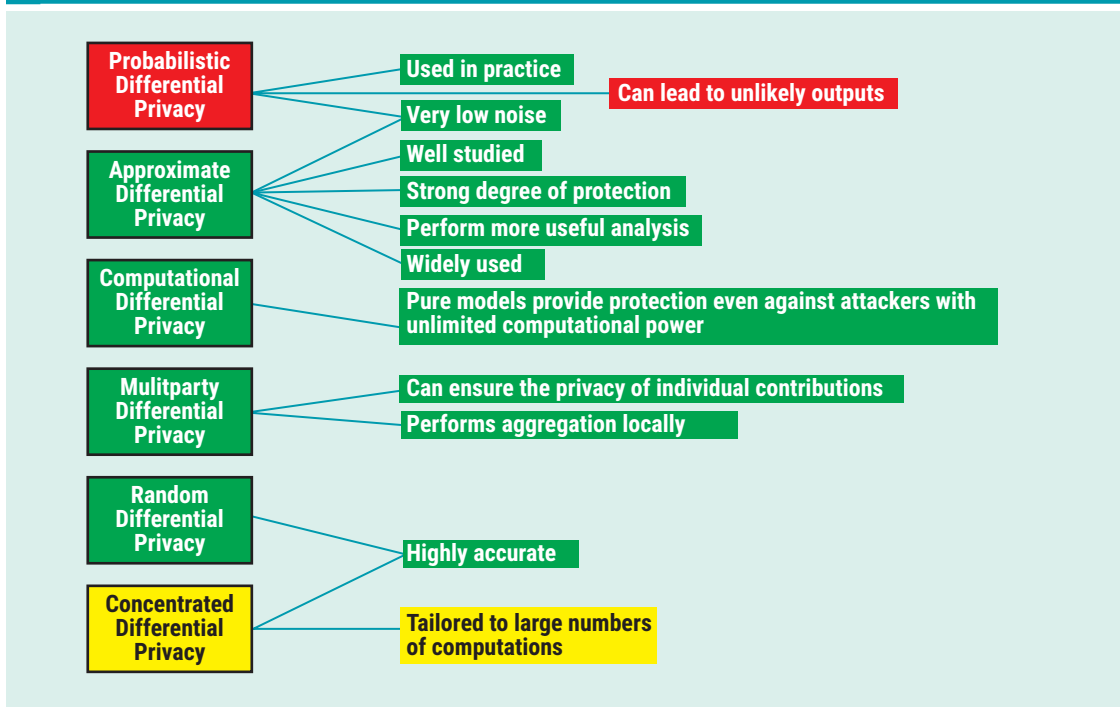 Probabilistic
Differential
Privacy
Used in practice
Can lead to unlikely outputs
Very low noise
Approximate
Differential
Privacy
Well studied
Strong degree of protection
Perform more useful analysis
Widely used
Computational
Differential
Privacy
Pure models provide protection even against attackers with
unlimited computational power
Mulitparty
Differential
Privacy
Can ensure the privacy of individual contributions
Performs aggregation locally
Random
Differential
Privacy
Highly accurate
Concentrated
Differential
Privacy
Tailored to large numbers
of computations